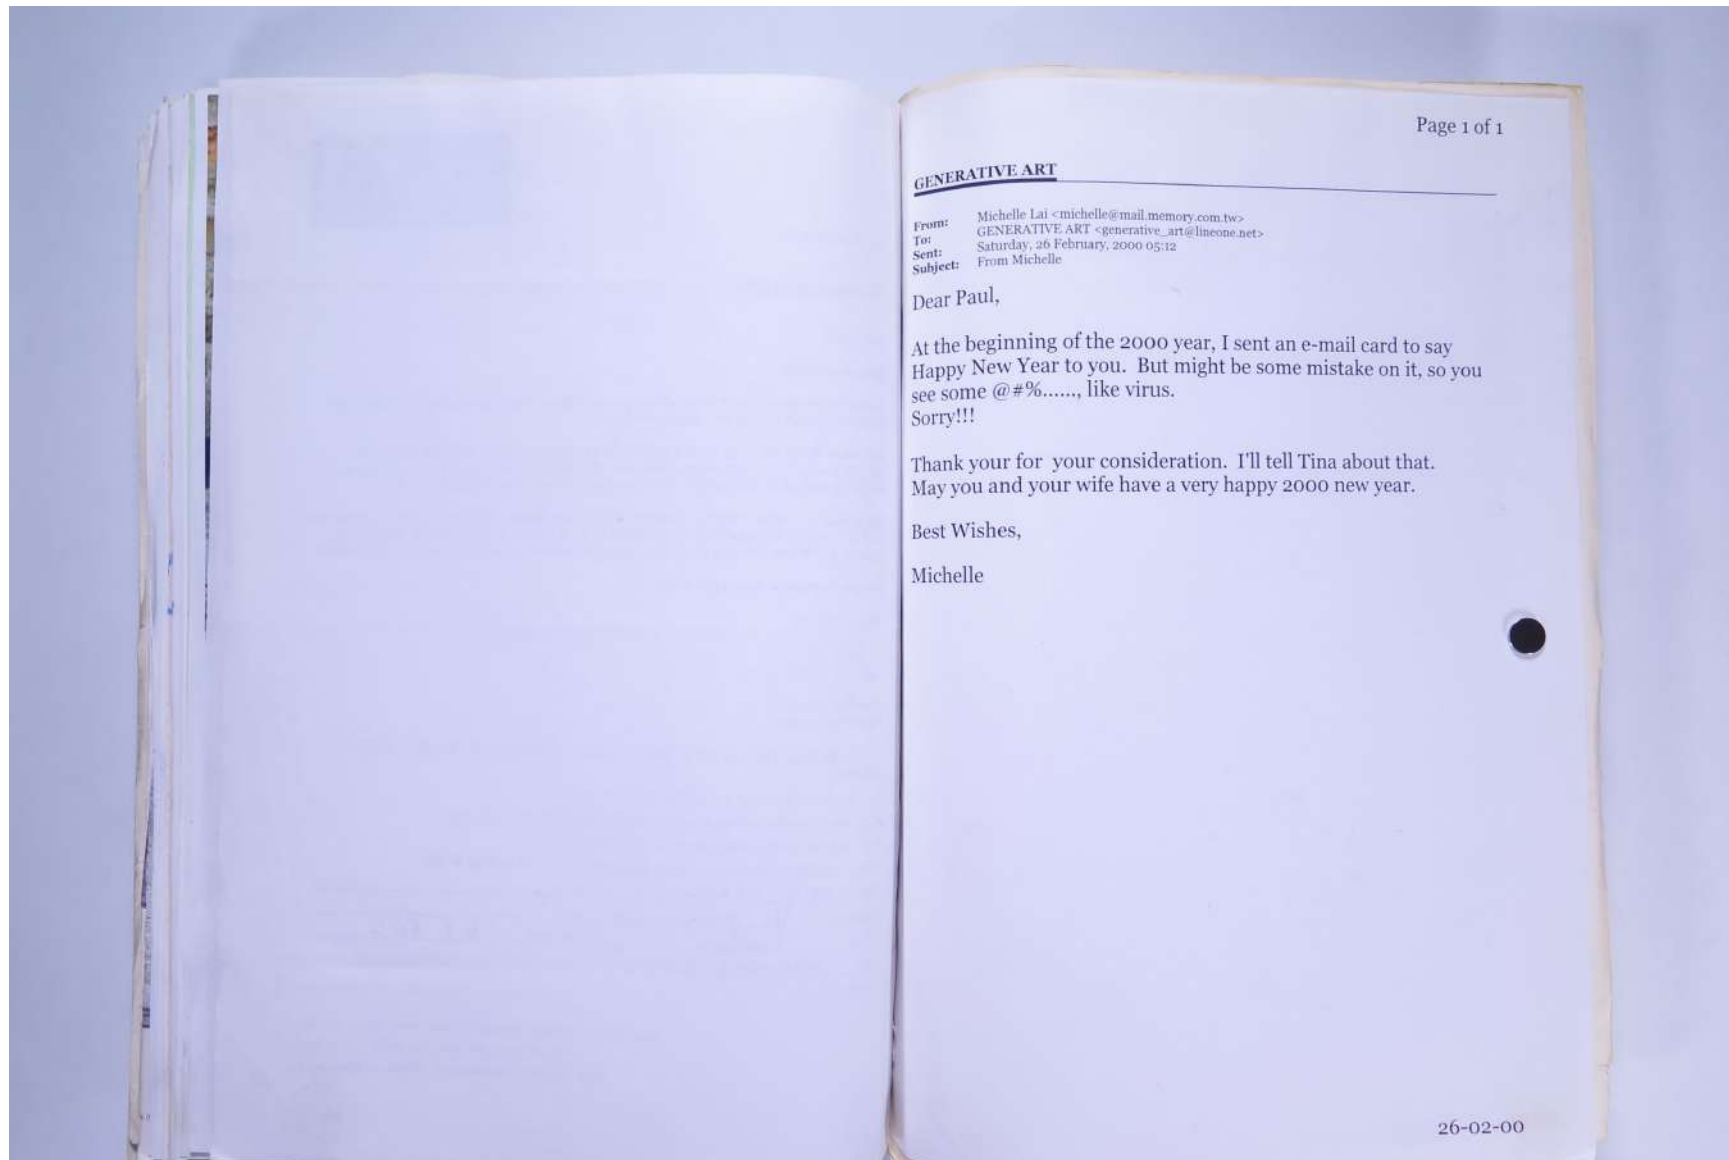 Page 1 of 1
GENERATIVE ART
From: Michelle Lai <michelle@mail.memory.com.tw>
To: GENERATIVE ART <generative_art@lineone.net>
Sent: Saturday, 26 February, 2000 05:12
Subject: From Michelle
Dear Paul,
At the beginning of the 2000 year, I sent an e-mail card to say
Happy New Year to you.  But might be some mistake on it, so you
see some @#%......, like virus.
Sorry!!!
Thank your for  your consideration.  I'll tell Tina about that.
May you and your wife have a very happy 2000 new year.
Best Wishes,
Michelle
26-02-00